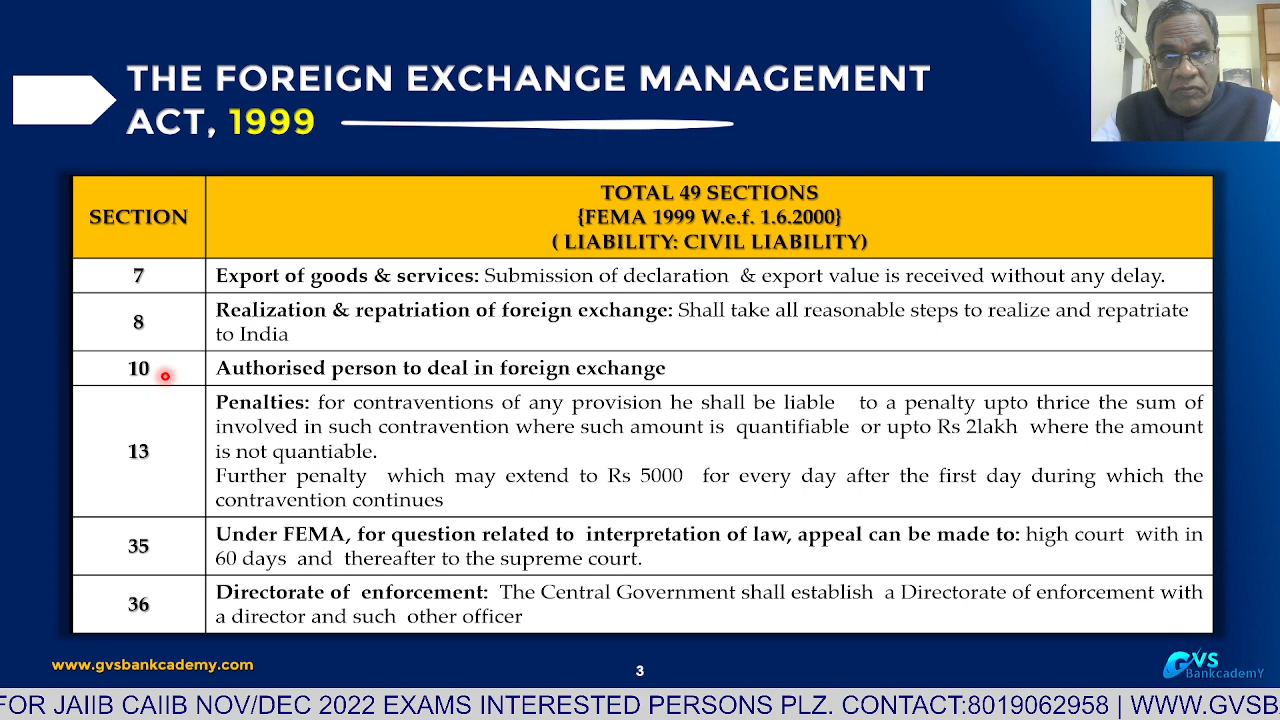 THE FOREIGN EXCHANGE MANAGEMENT
ACT, 1999
SECTION
TOTAL 49 SECTIONS
{FEMA 1999 W.e.f. 1.6.2000}
( LIABILITY: CIVIL LIABILITY)
7
Export of goods & services: Submission of declaration & export value is received without any delay.
8
Realization & repatriation of foreign exchange: Shall take all reasonable steps to realize and repatriate
to India
10
Authorised person to deal in foreign exchange
13
Penalties: for contraventions of any provision he shall be liable to a penalty upto thrice the sum of
involved in such contravention where such amount is quantifiable or upto Rs 2lakh where the amount
is not quantiable.
Further penalty which may extend to Rs 5000 for every day after the first day during which the
contravention continues
35
Under FEMA, for question related to interpretation of law, appeal can be made to: high court with in
60 days and thereafter to the supreme court.
36
Directorate of enforcement: The Central Government shall establish a Directorate of enforcement with
a director and such other officer
www.gvsbankcademy.com
3
GVS
BankcademY
FOR JAIIB CAIIB NOV/DEC 2022 EXAMS INTERESTED PERSONS PLZ. CONTACT:8019062958 | WWW.GVSB